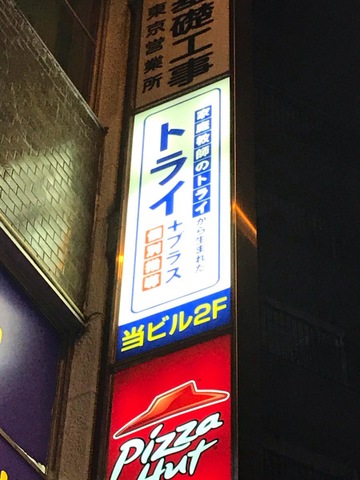 基礎工事
東京営業所
家庭教師のトライ
から生まれた
トライ
+プラス
当ビル2F
Pizza
Hut